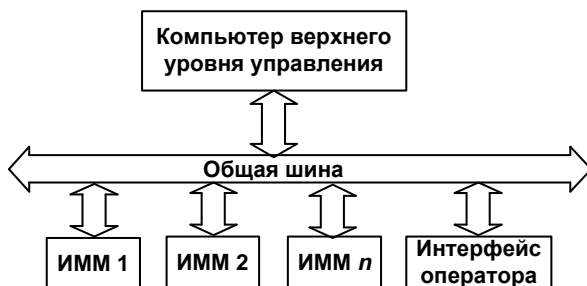 Компьютер верхнего
уровня управления
Общая шина
ИММ 1
ИММ 2
ИММ n
Интерфейс
оператора